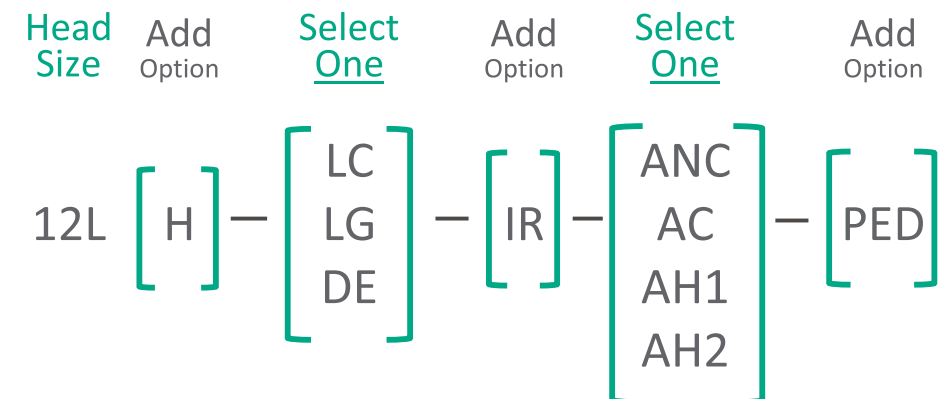 Head Size
Add Option
Select One
Add Option
Select One
Add Option
12L [ H ] – [ LC LG DE ] – [ IR ] – [ ANC AC AH1 AH2 ] – [ PED ]